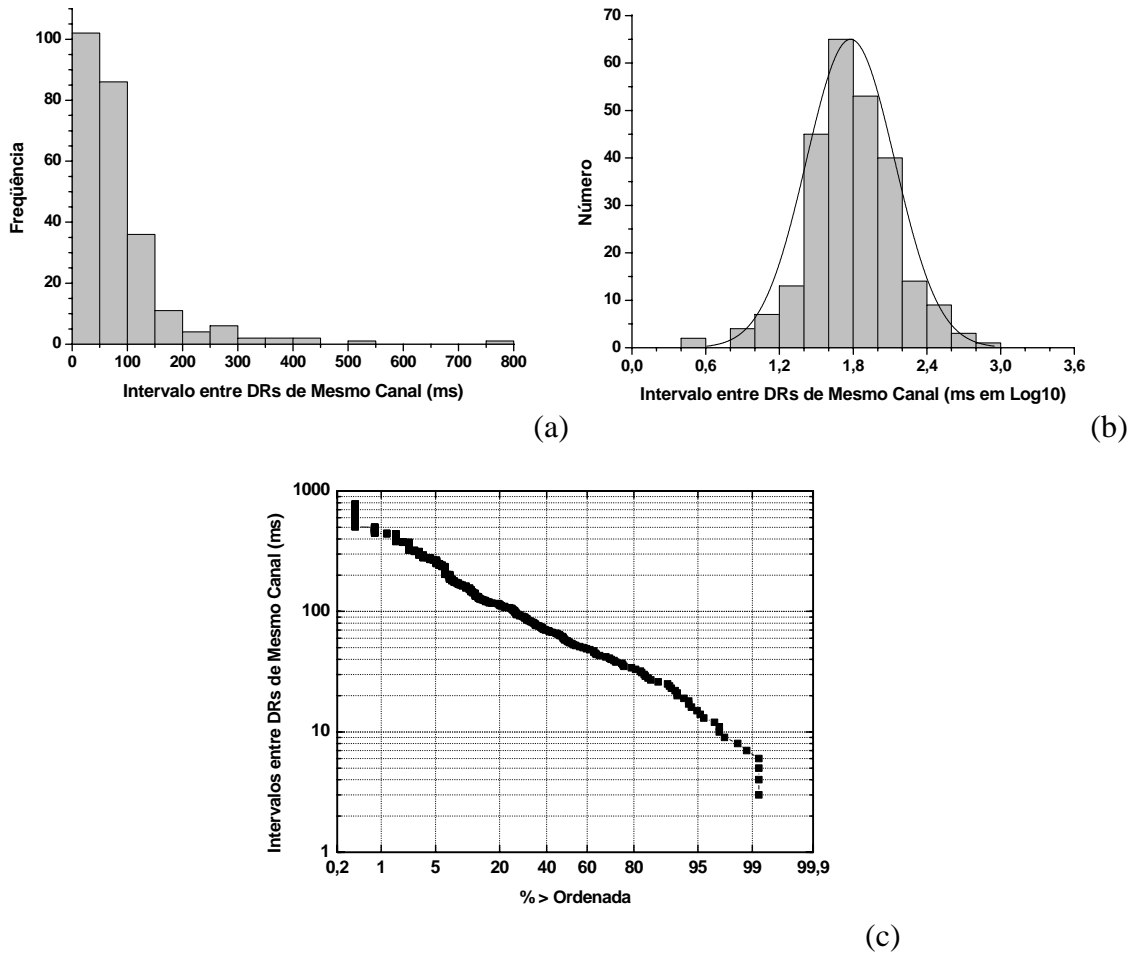 100
80
60
40
20
0
Freqüência
0 100 200 300 400 500 600 700 800
Intervalo entre DRs de Mesmo Canal (ms)
(a)
70
60
50
40
30
20
10
0
Número
0,0 0,6 1,2 1,8 2,4 3,0 3,6
Intervalo entre DRs de Mesmo Canal (ms em Log10)
(b)
1000
100
10
1
Intervalos entre DRs de Mesmo Canal (ms)
0,2 1 5 20 40 60 80 95 99 99,9
% > Ordenada
(c)